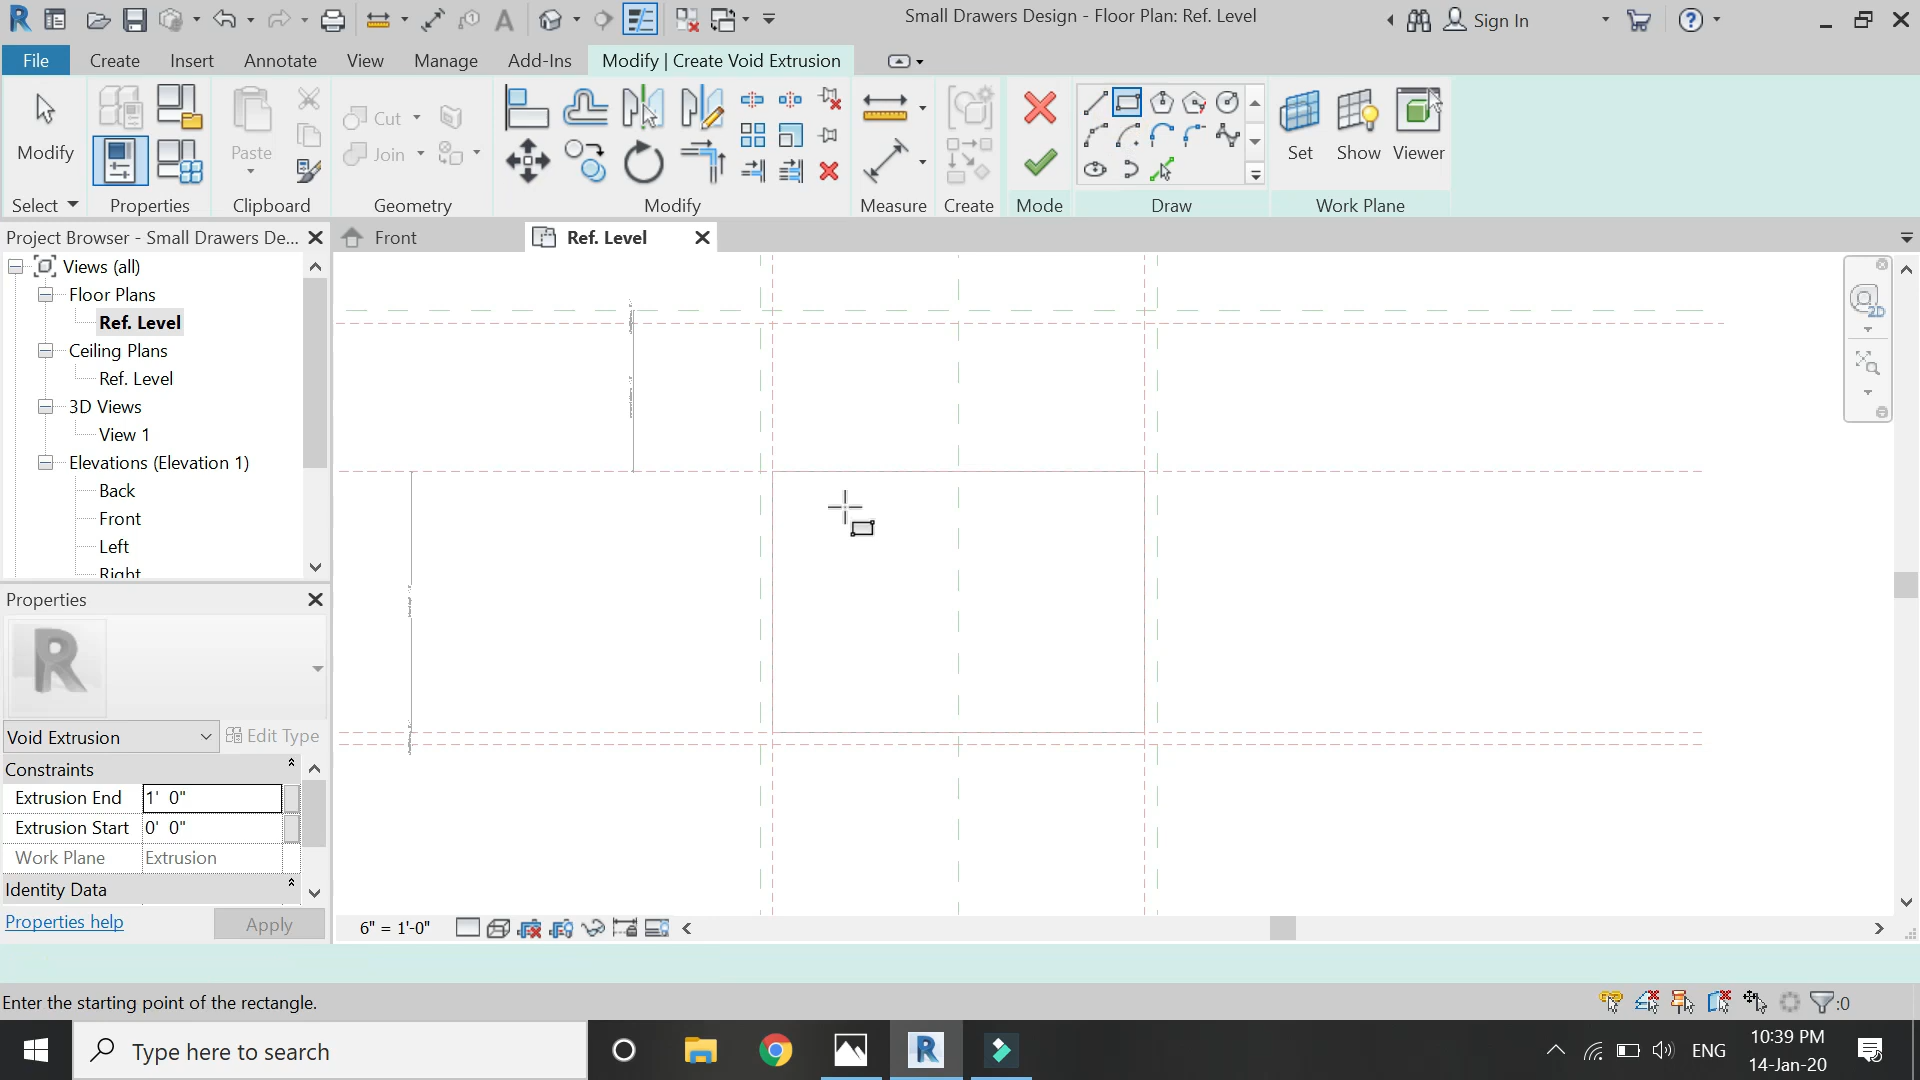 Small Drawers Design - Floor Plan: Ref. Level
Sign In
File
Create
Insert
Annotate
View
Manage
Add-Ins
Modify | Create Void Extrusion
Modify
Paste
Cut
Join
Set
Show
Viewer
Select
Properties
Clipboard
Geometry
Modify
Measure
Create
Mode
Draw
Work Plane
Project Browser - Small Drawers De...
Front
Ref. Level
Views (all)
Floor Plans
Ref. Level
Ceiling Plans
Ref. Level
3D Views
View 1
Elevations (Elevation 1)
Back
Front
Left
Right
Properties
Void Extrusion
Edit Type
Constraints
Extrusion End
1' 0"
Extrusion Start
0' 0"
Work Plane
Extrusion
Identity Data
Properties help
Apply
6" = 1'-0"
2D
Enter the starting point of the rectangle.
:0
Type here to search
ENG
10:39 PM
14-Jan-20